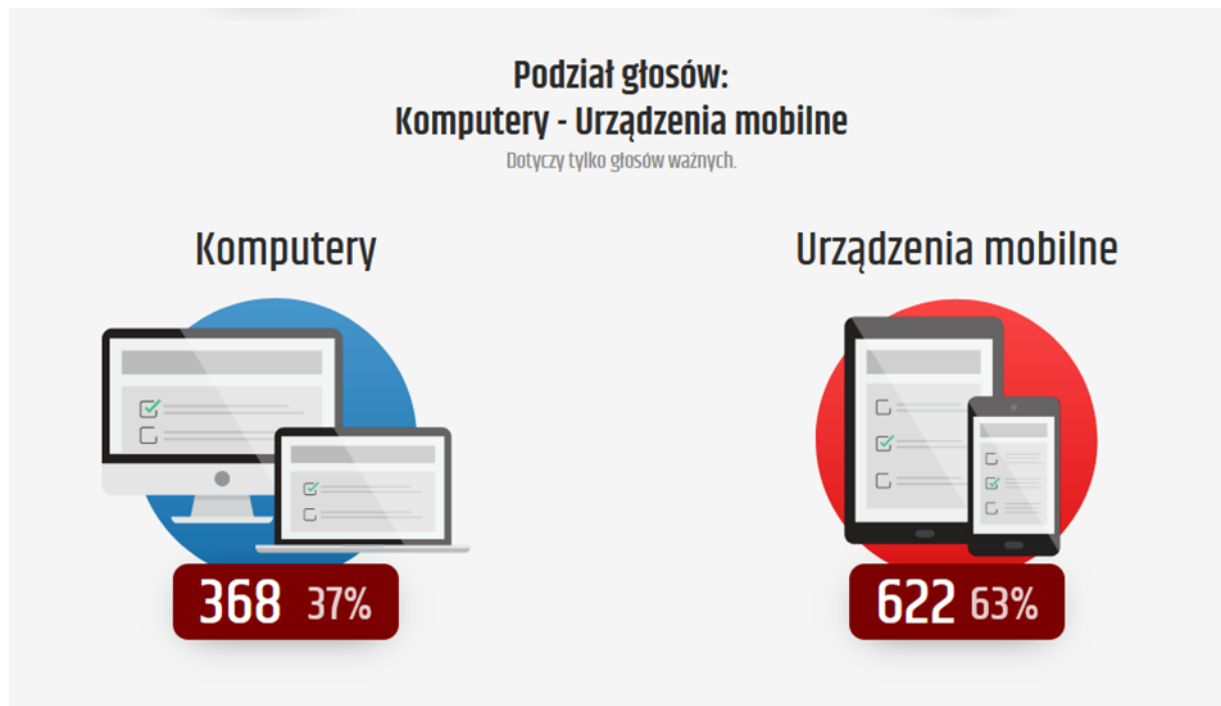 Podział głosów:
Komputery - Urządzenia mobilne
Dotyczy tylko głosów ważnych.
Komputery
Urządzenia mobilne
368 37%
622 63%